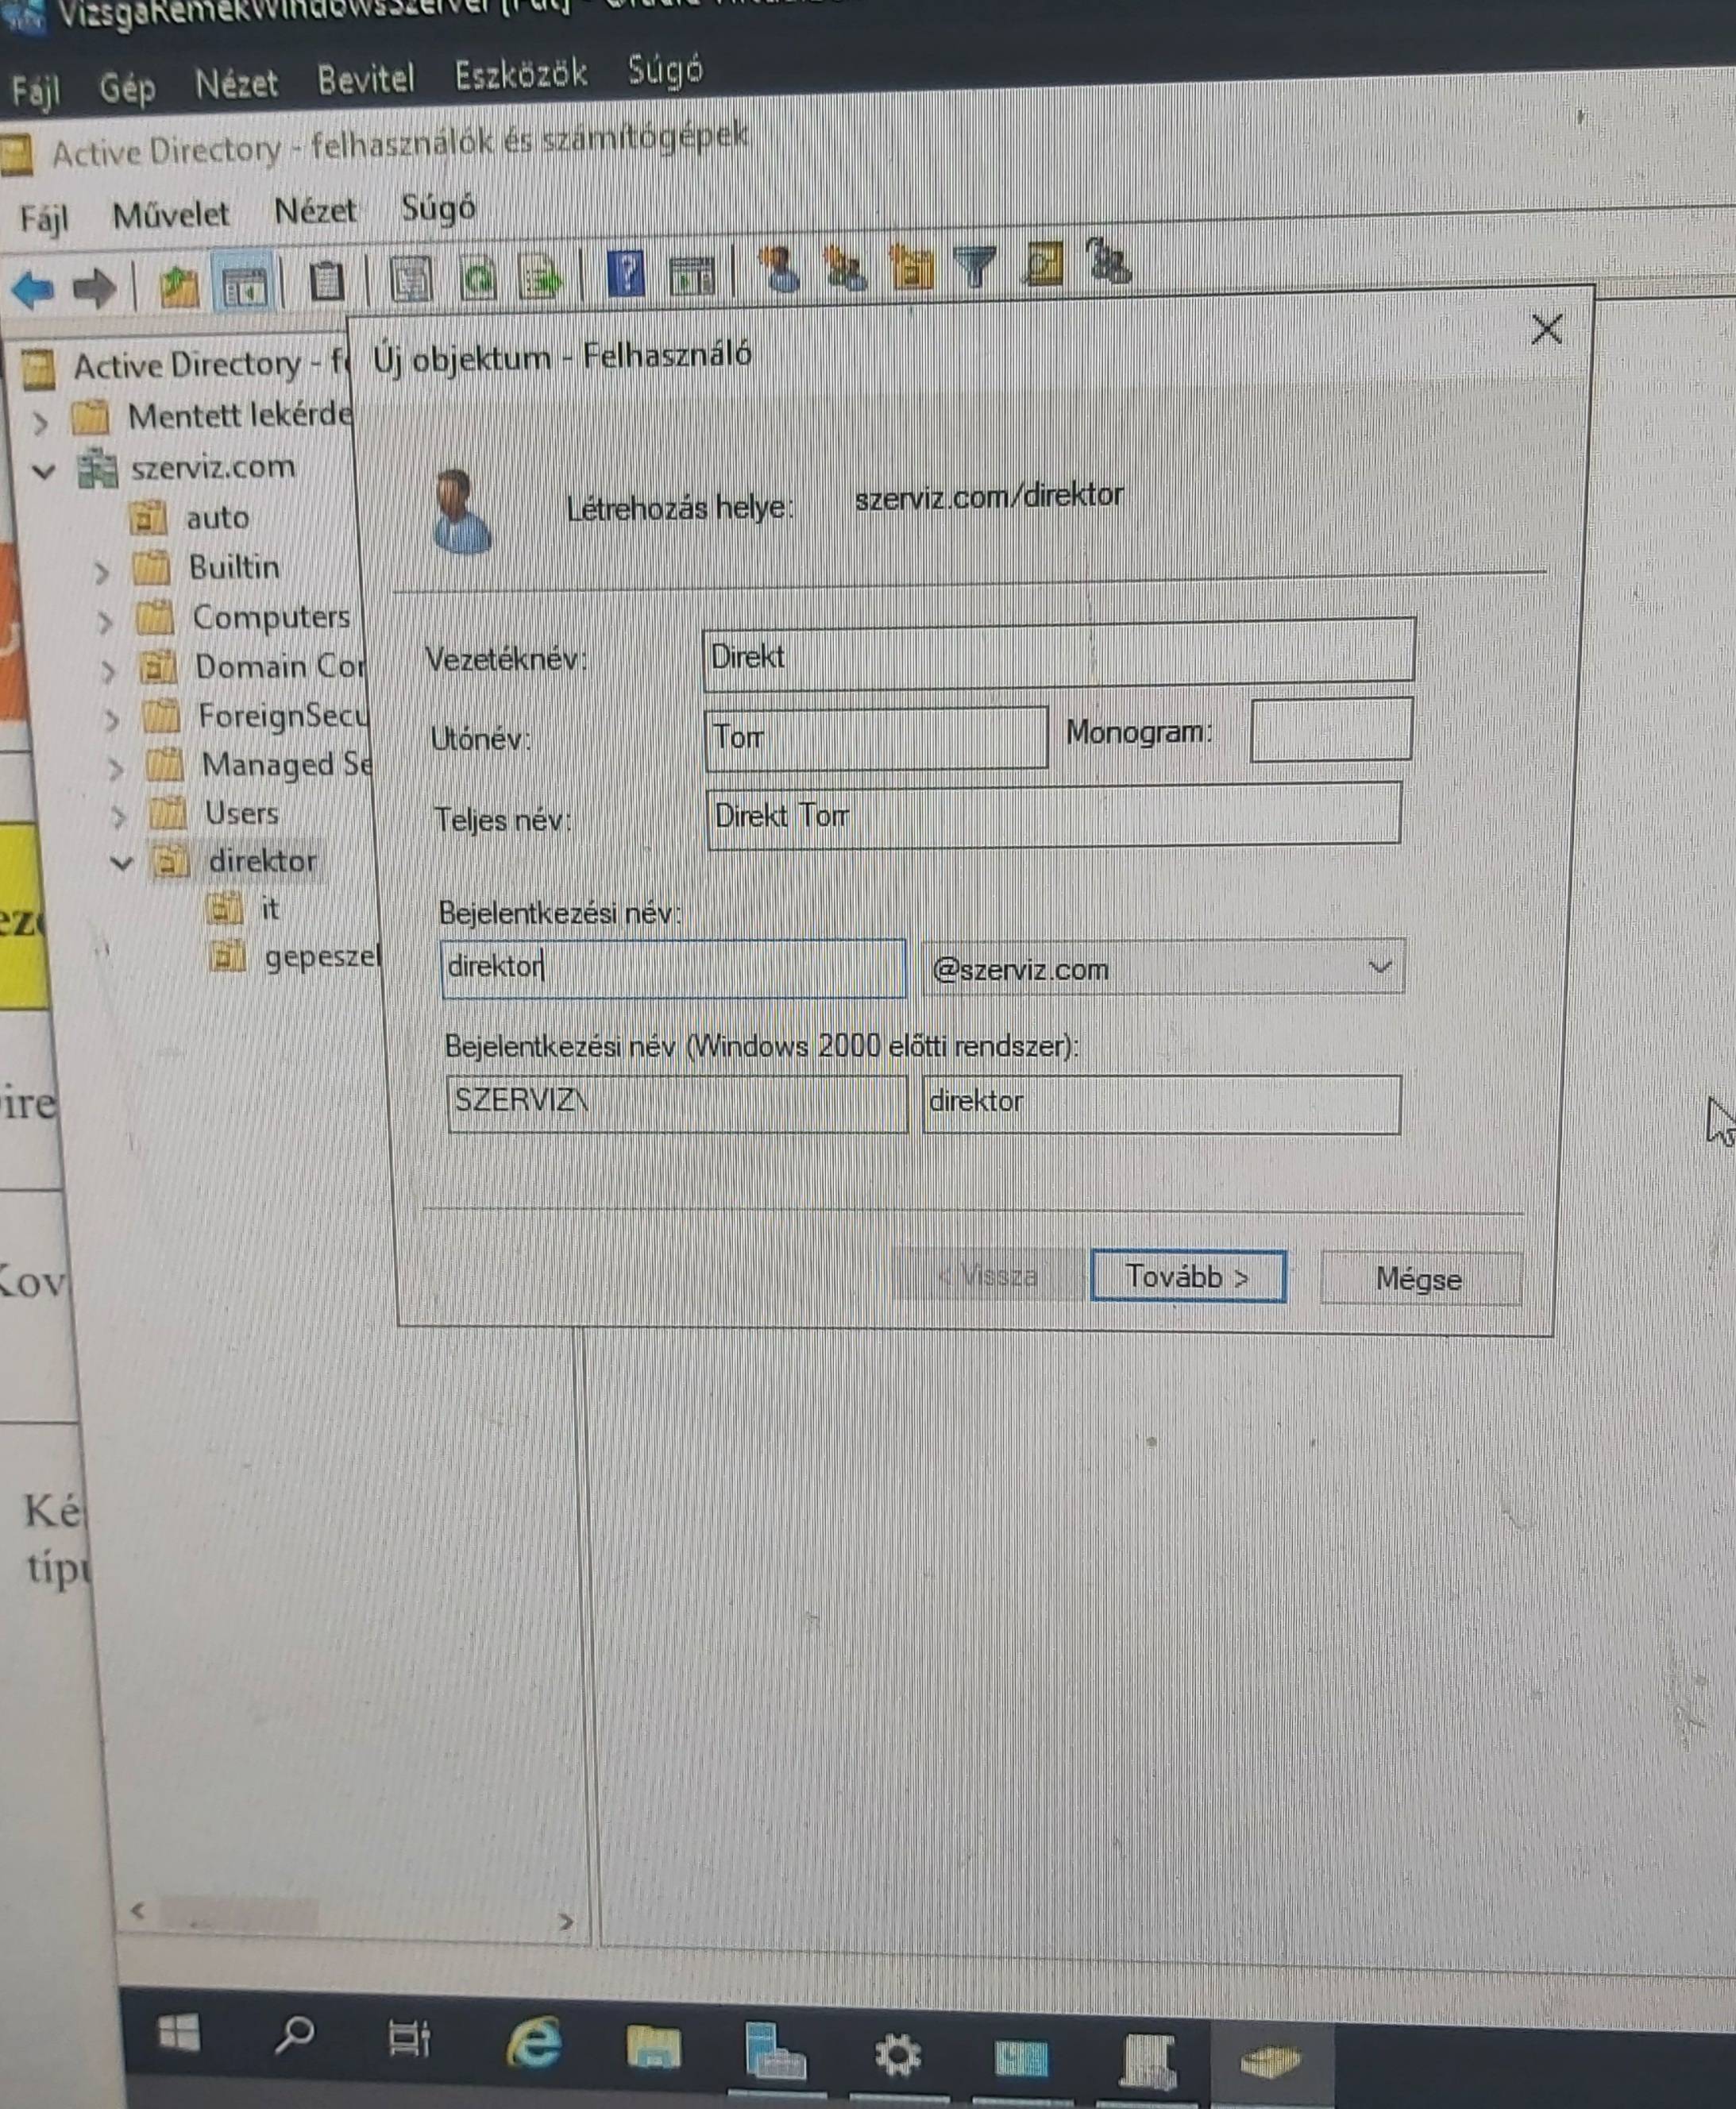 Fájl Gép Nézet Bevitel Eszközök Súgó
Active Directory - felhasználók és számítógépek
Fájl Művelet Nézet Súgó
Active Directory - f
Mentett lekérde
szerviz.com
auto
Builtin
Computers
Domain Cor
ForeignSecu
Managed Se
Users
direktor
it
gepeszel
Új objektum - Felhasználó
Létrehozás helye: szerviz.com/direktor
Vezetéknév: Direkt
Utónév: Torr Monogram:
Teljes név: Direkt Torr
Bejelentkezési név:
direktor @szerviz.com
Bejelentkezési név (Windows 2000 előtti rendszer):
SZERVIZ\ direktor
< Vissza Tovább > Mégse
ire
Kov
Ké
típu